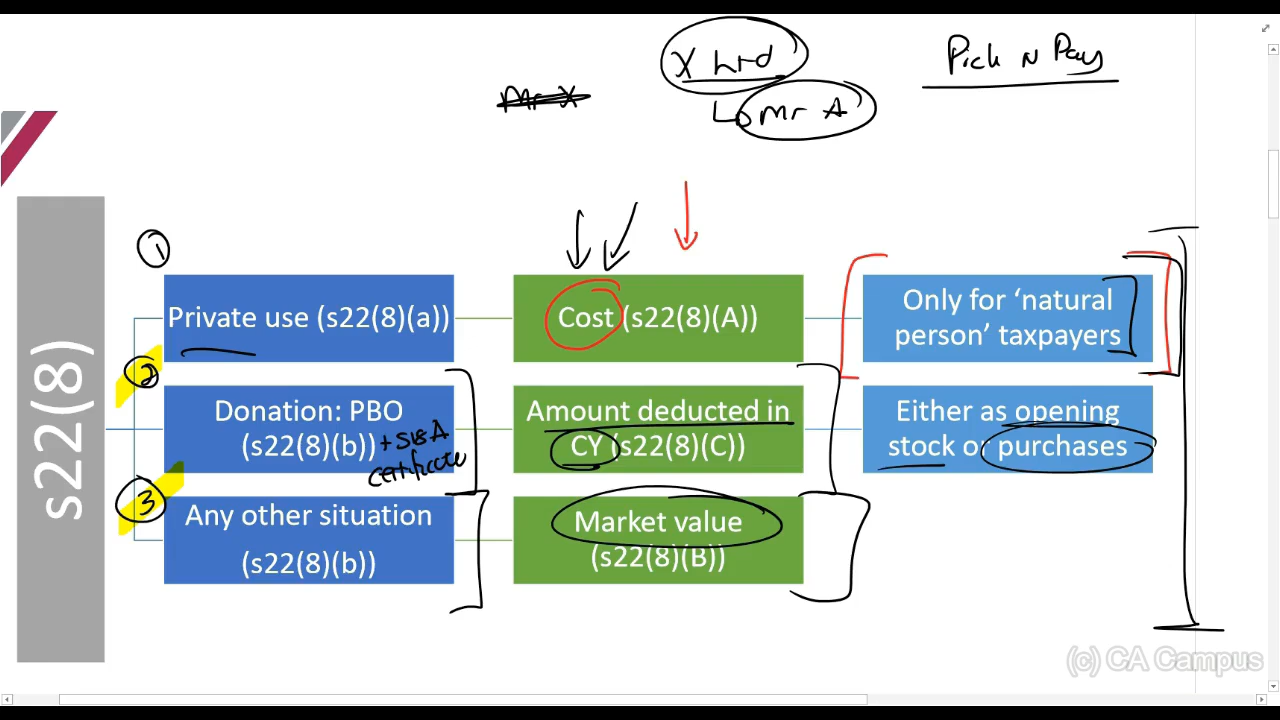 X Ltd
Pick n Pay
Mr X
Mr A
s22(8)
1
Private use (s22(8)(a))
Cost (s22(8)(A))
Only for ‘natural
person’ taxpayers
2
Donation: PBO
(s22(8)(b))
+ S18A
certificate
Amount deducted in
CY (s22(8)(C))
Either as opening
stock or purchases
3
Any other situation
(s22(8)(b))
Market value
(s22(8)(B))
(c) CA Campus